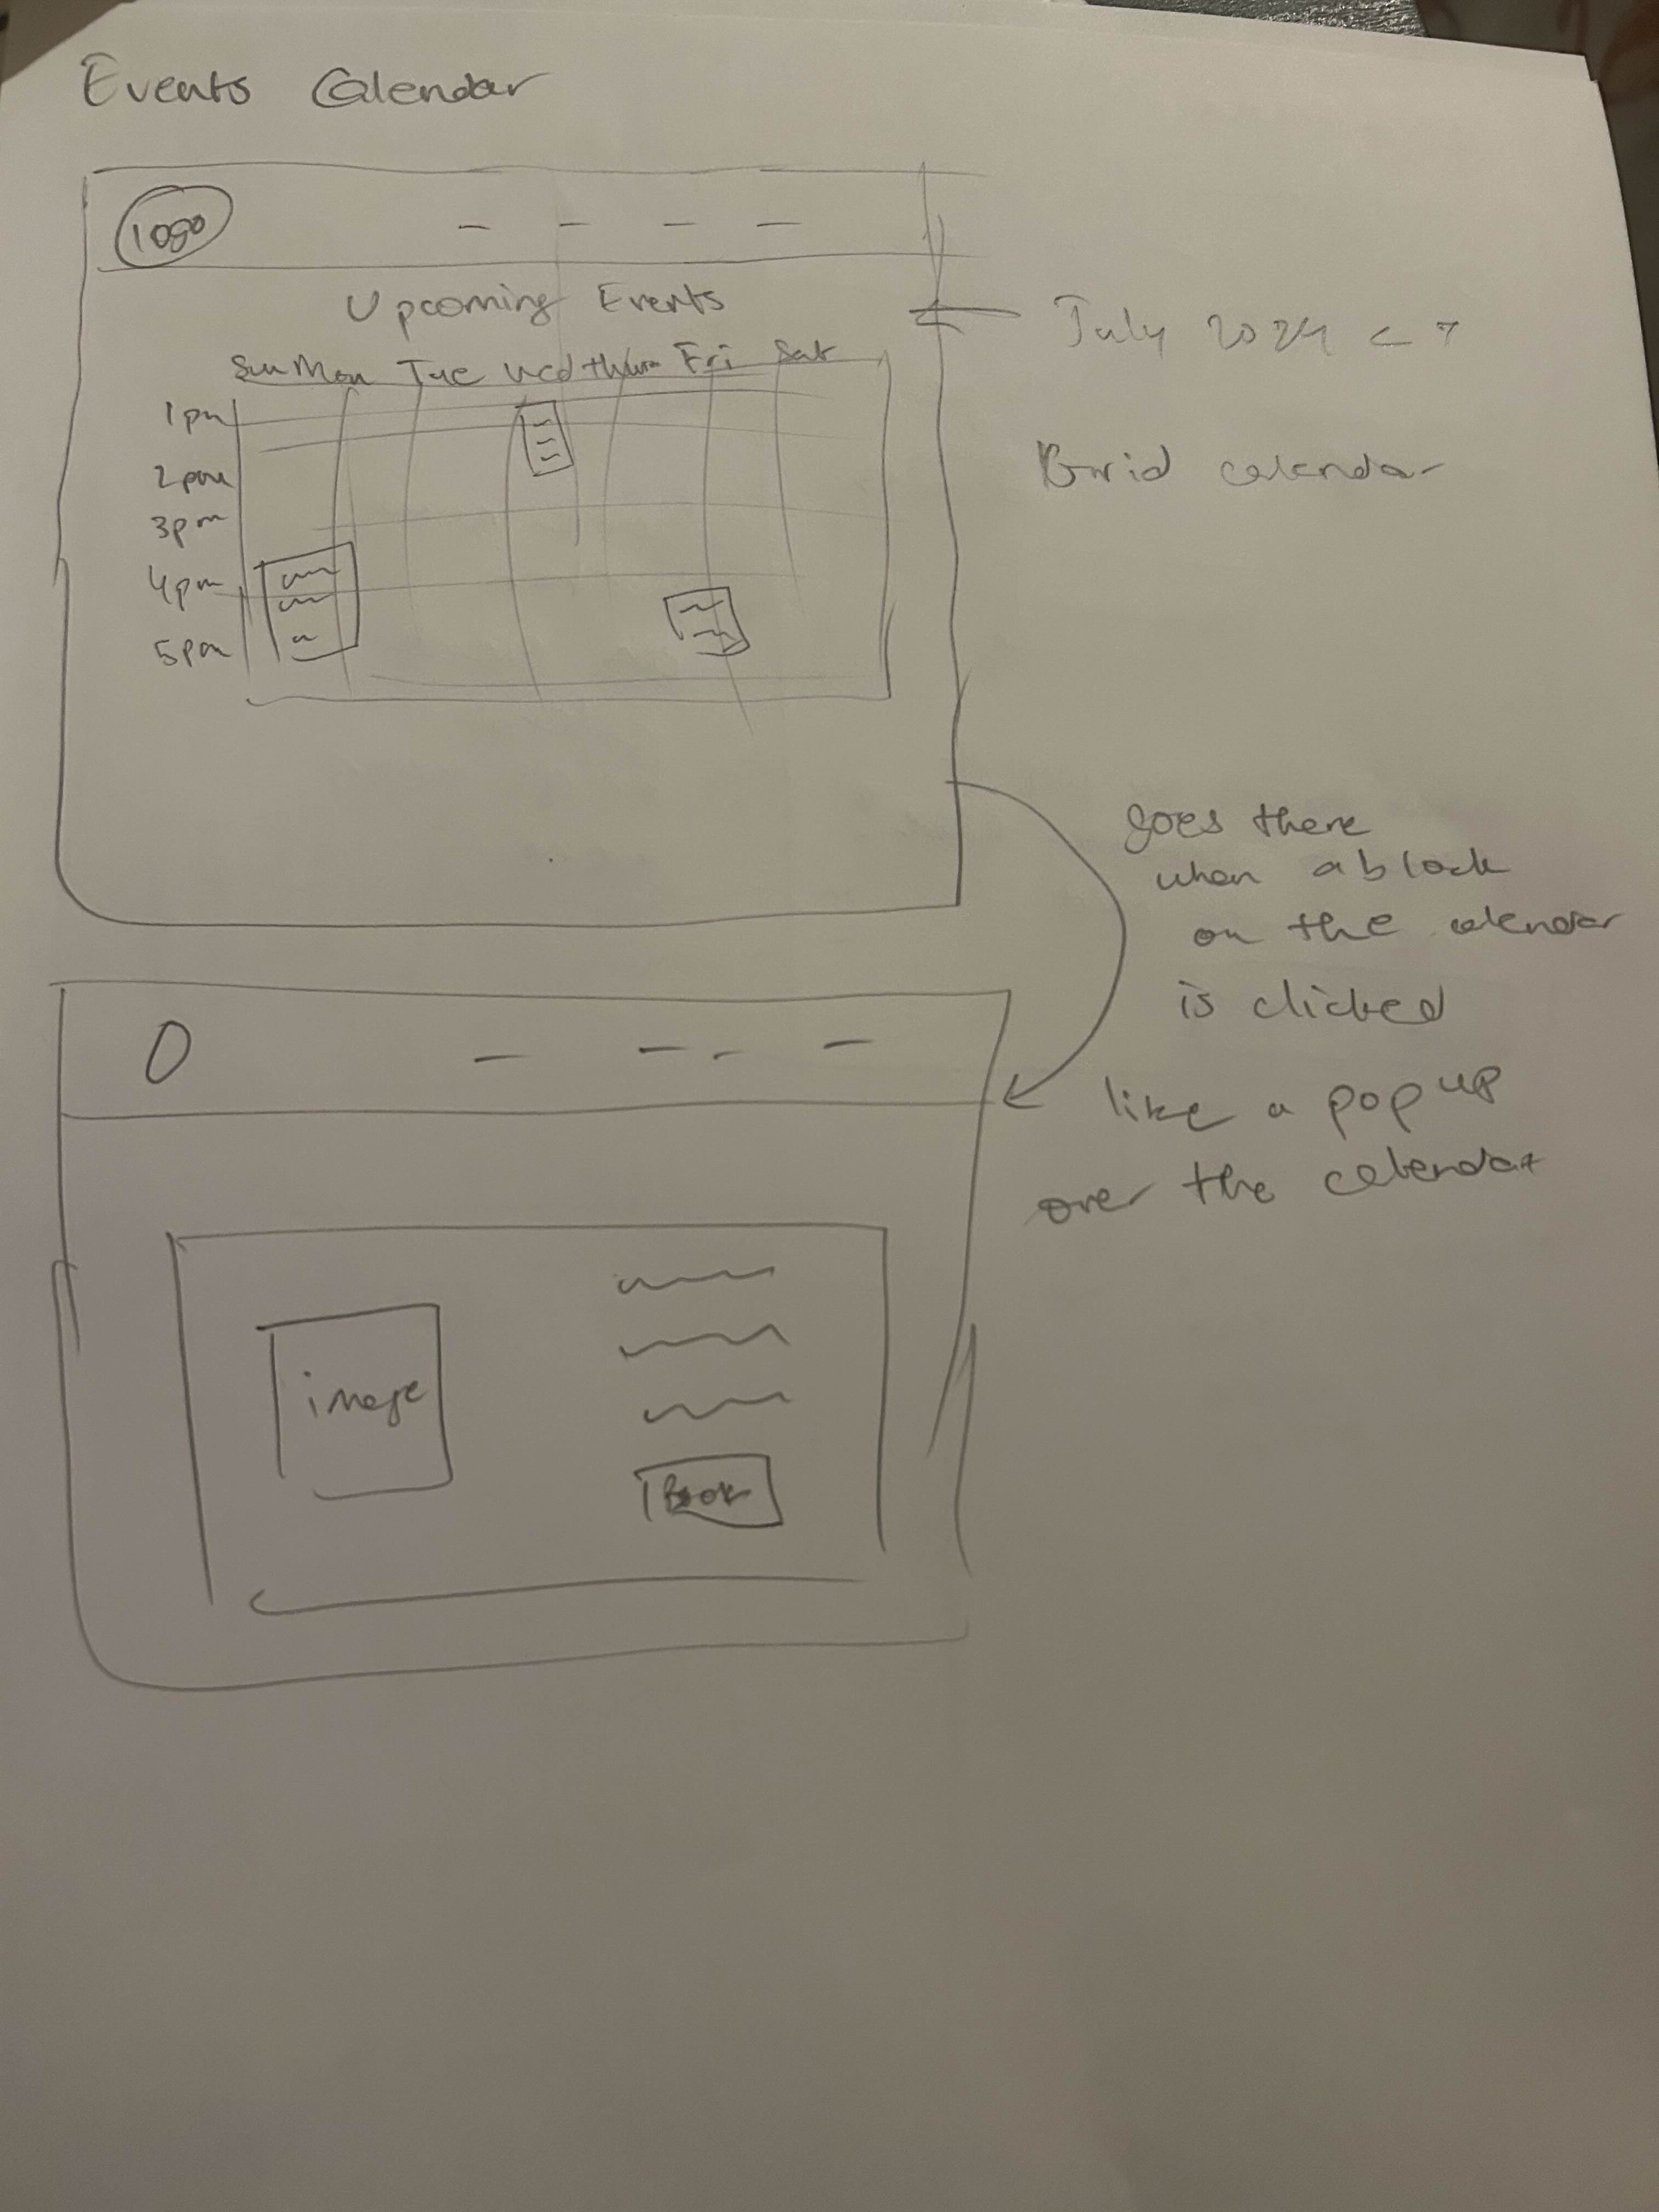 Events Calendar
logo
Upcoming Events
July 2024 < >
Sun Mon Tue Wed thur Fri Sat
1pm
2pm
3pm
4pm
5pm
Grid calendar
goes there
when a block
on the calendar
is clicked
like a pop up
over the calendar
image
Book